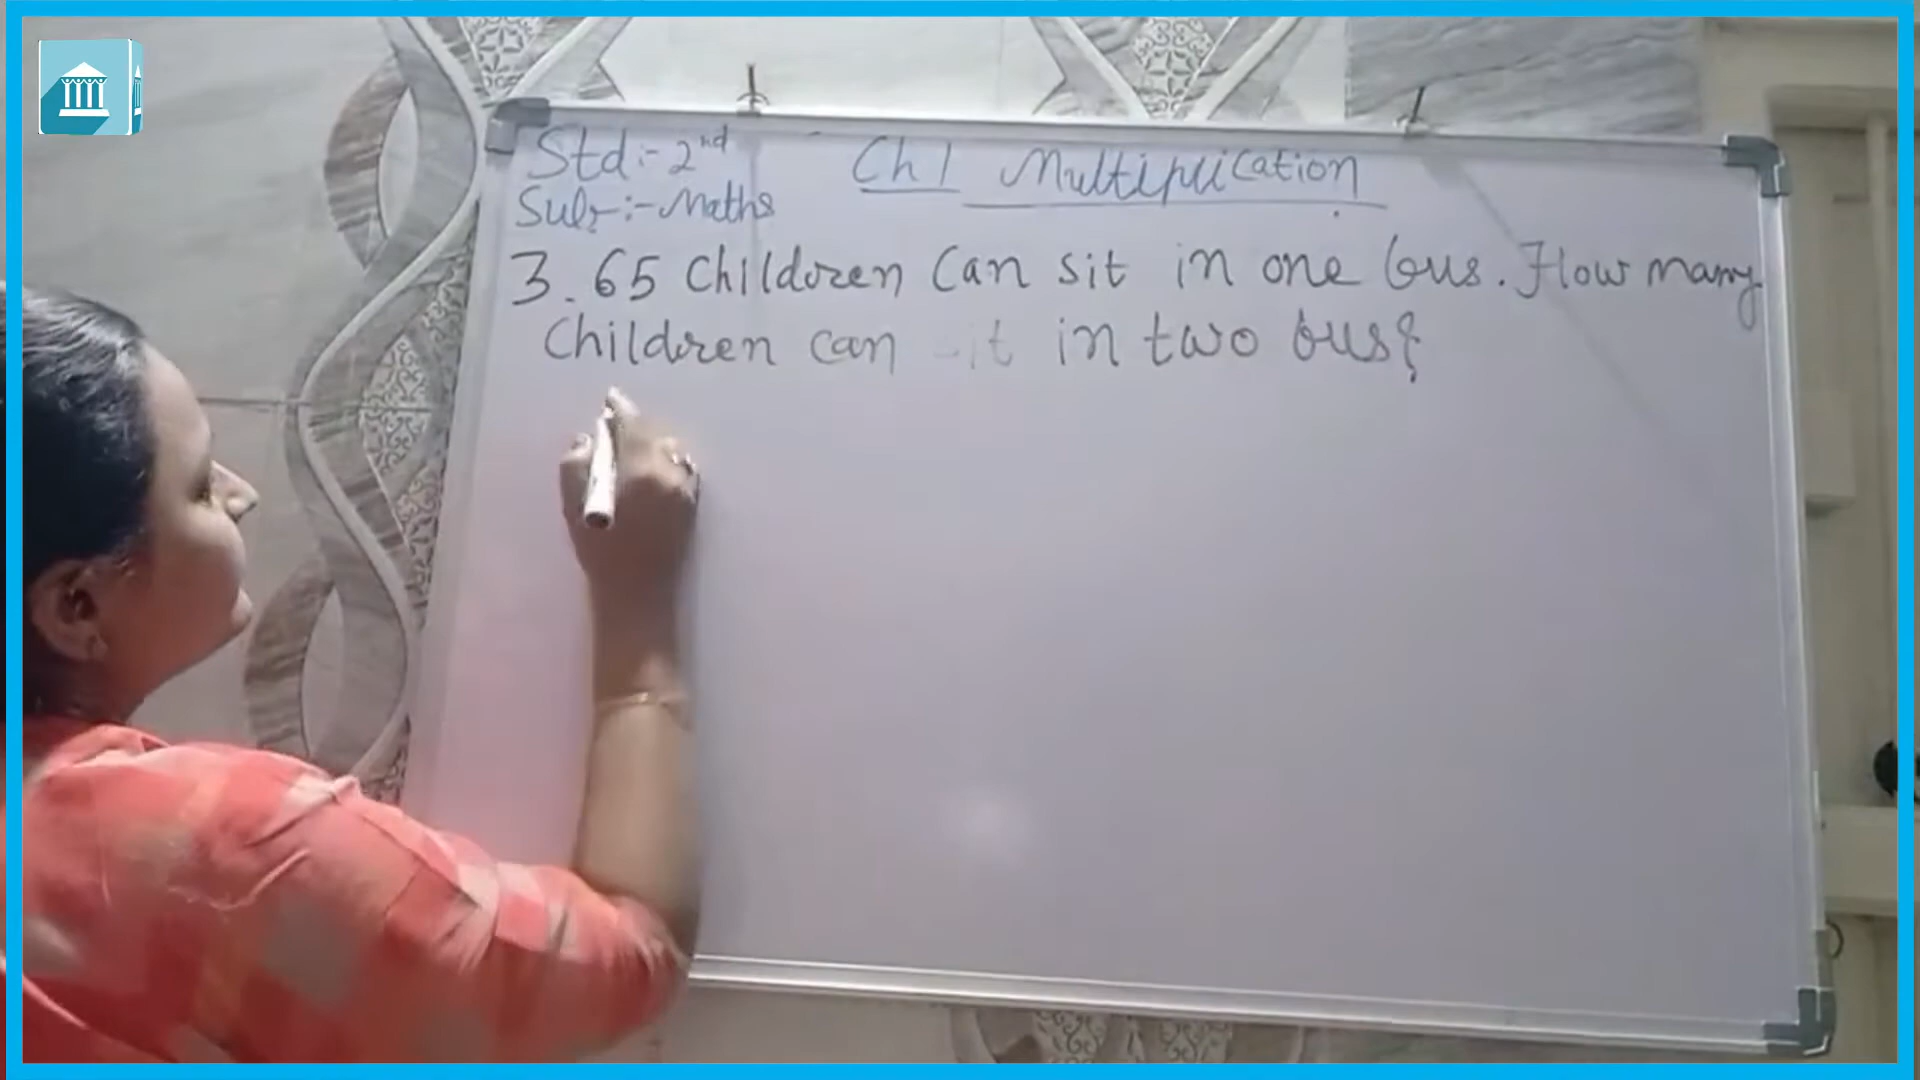 Std :- 2nd
Ch 1 Multiplication
Sub :- Maths
3. 65 Children Can sit in one bus. How many
Children can sit in two bus?